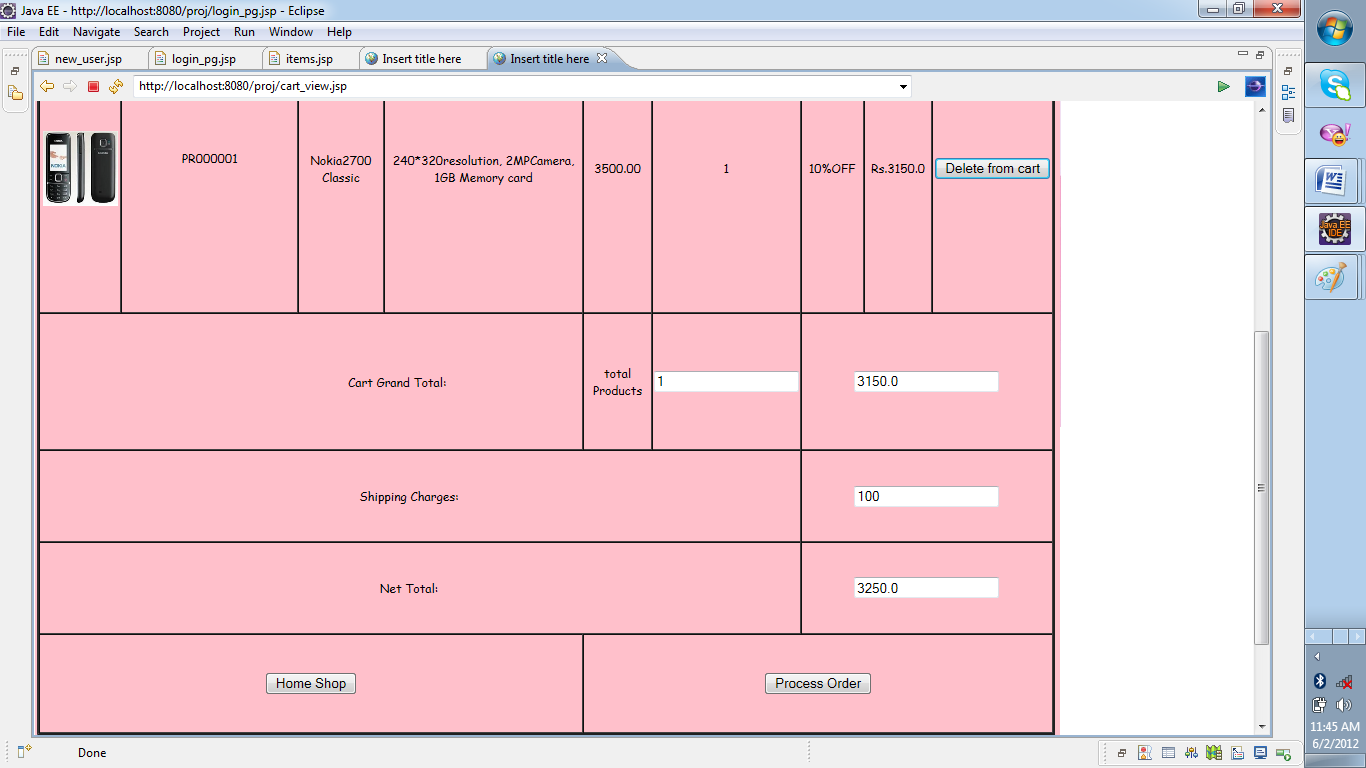 Java EE - http://localhost:8080/proj/login_pg.jsp - Eclipse
File Edit Navigate Search Project Run Window Help
new_user.jsp login_pg.jsp items.jsp Insert title here Insert title here
http://localhost:8080/proj/cart_view.jsp
NOKIA
PR000001
Nokia2700
Classic
240*320resolution, 2MPCamera,
1GB Memory card
3500.00
1
10%OFF
Rs.3150.0
Delete from cart
Cart Grand Total:
total
Products
1
3150.0
Shipping Charges:
100
Net Total:
3250.0
Home Shop
Process Order
Done
Java EE
IDE
11:45 AM
6/2/2012